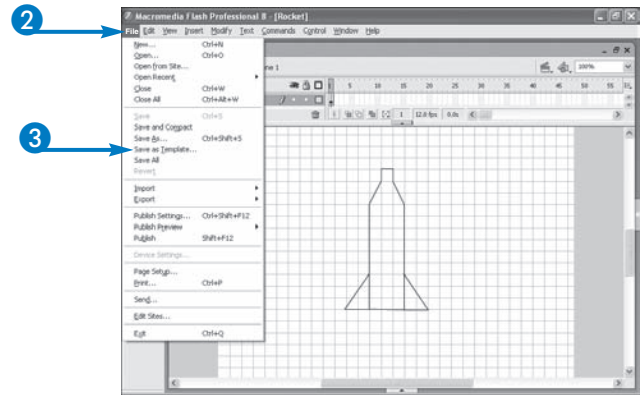 2
Macromedia Flash Professional 8 - [Rocket]
File Edit View Insert Modify Text Commands Control Window Help
New... Ctrl+N
Open... Ctrl+O
Open from Site...
Open Recent
Close Ctrl+W
Close All Ctrl+Alt+W
Save Ctrl+S
Save and Compact
Save As... Ctrl+Shift+S
3
Save as Template...
Save All
Revert
Import
Export
Publish Settings... Ctrl+Shift+F12
Publish Preview
Publish Shift+F12
Device Settings...
Page Setup...
Print... Ctrl+P
Send...
Edit Sites...
Exit Ctrl+Q
ne 1
100%
1 5 10 15 20 25 30 35 40 45 50 55
1 12.0 fps 0.0s